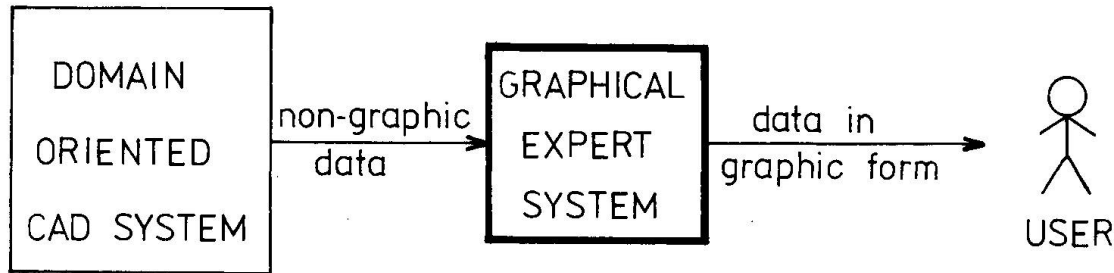 DOMAIN
ORIENTED
CAD SYSTEM
non-graphic
data
GRAPHICAL
EXPERT
SYSTEM
data in
graphic form
USER